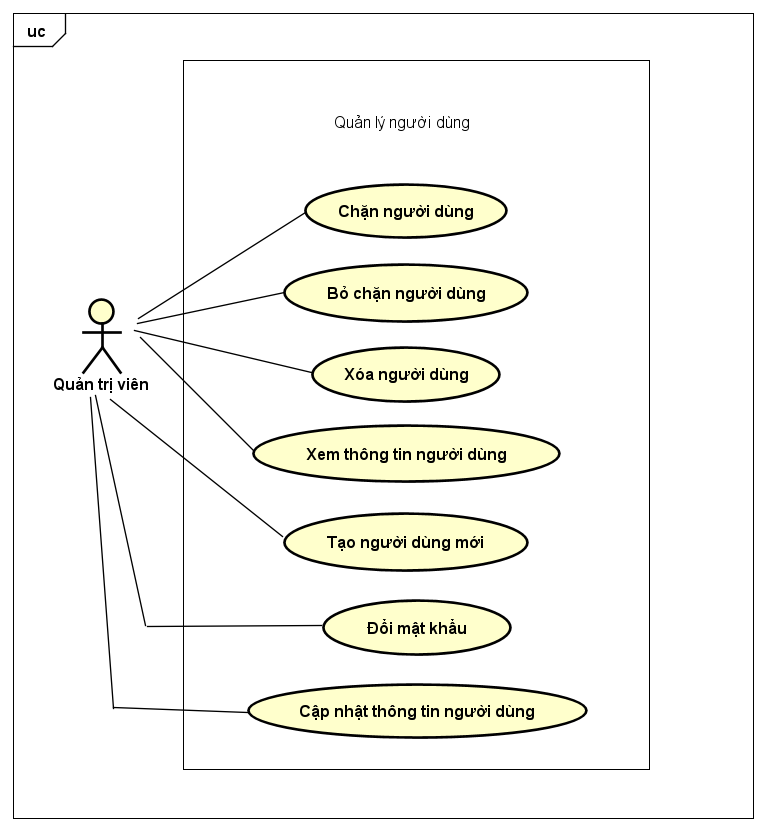 uc
Quản lý người dùng
Chặn người dùng
Bỏ chặn người dùng
Xóa người dùng
Quản trị viên
Xem thông tin người dùng
Tạo người dùng mới
Đổi mật khẩu
Cập nhật thông tin người dùng